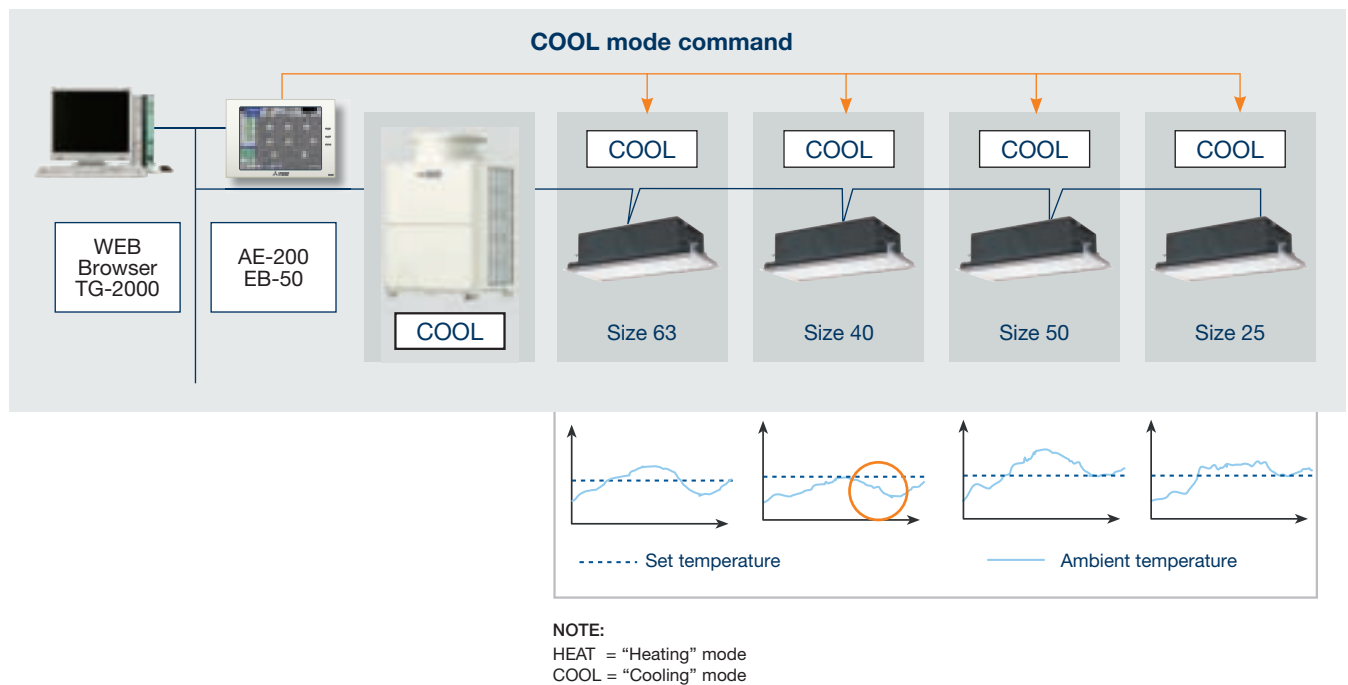 COOL mode command
COOL
COOL
COOL
COOL
WEB
Browser
TG-2000
AE-200
EB-50
COOL
Size 63
Size 40
Size 50
Size 25
Set temperature
Ambient temperature
NOTE:
HEAT = “Heating” mode
COOL = “Cooling” mode